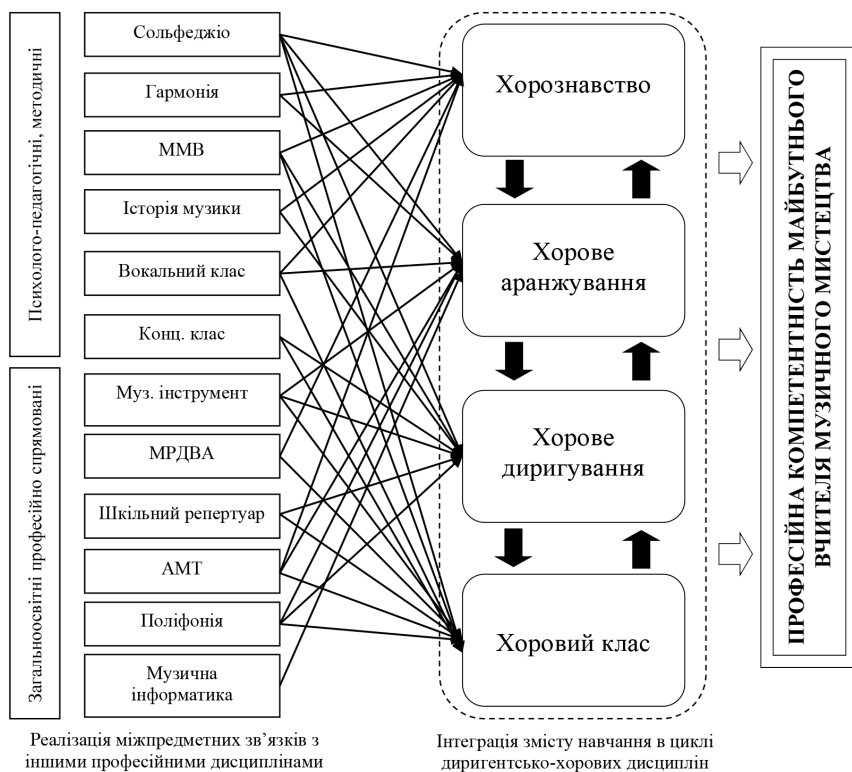 Психолого-педагогічні, методичні
Загальноосвітні професійно спрямовані
Сольфеджіо
Гармонія
ММВ
Історія музики
Вокальний клас
Конц. клас
Муз. інструмент
МРДВА
Шкільний репертуар
АМТ
Поліфонія
Музична
інформатика
Хорознавство
Хорове
аранжування
Хорове
диригування
Хоровий клас
ПРОФЕСІЙНА КОМПЕТЕНТНІСТЬ МАЙБУТНЬОГО
ВЧИТЕЛЯ МУЗИЧНОГО МИСТЕЦТВА
Реалізація міжпредметних зв’язків з
іншими професійними дисциплінами
Інтеграція змісту навчання в циклі
диригентсько-хорових дисциплін